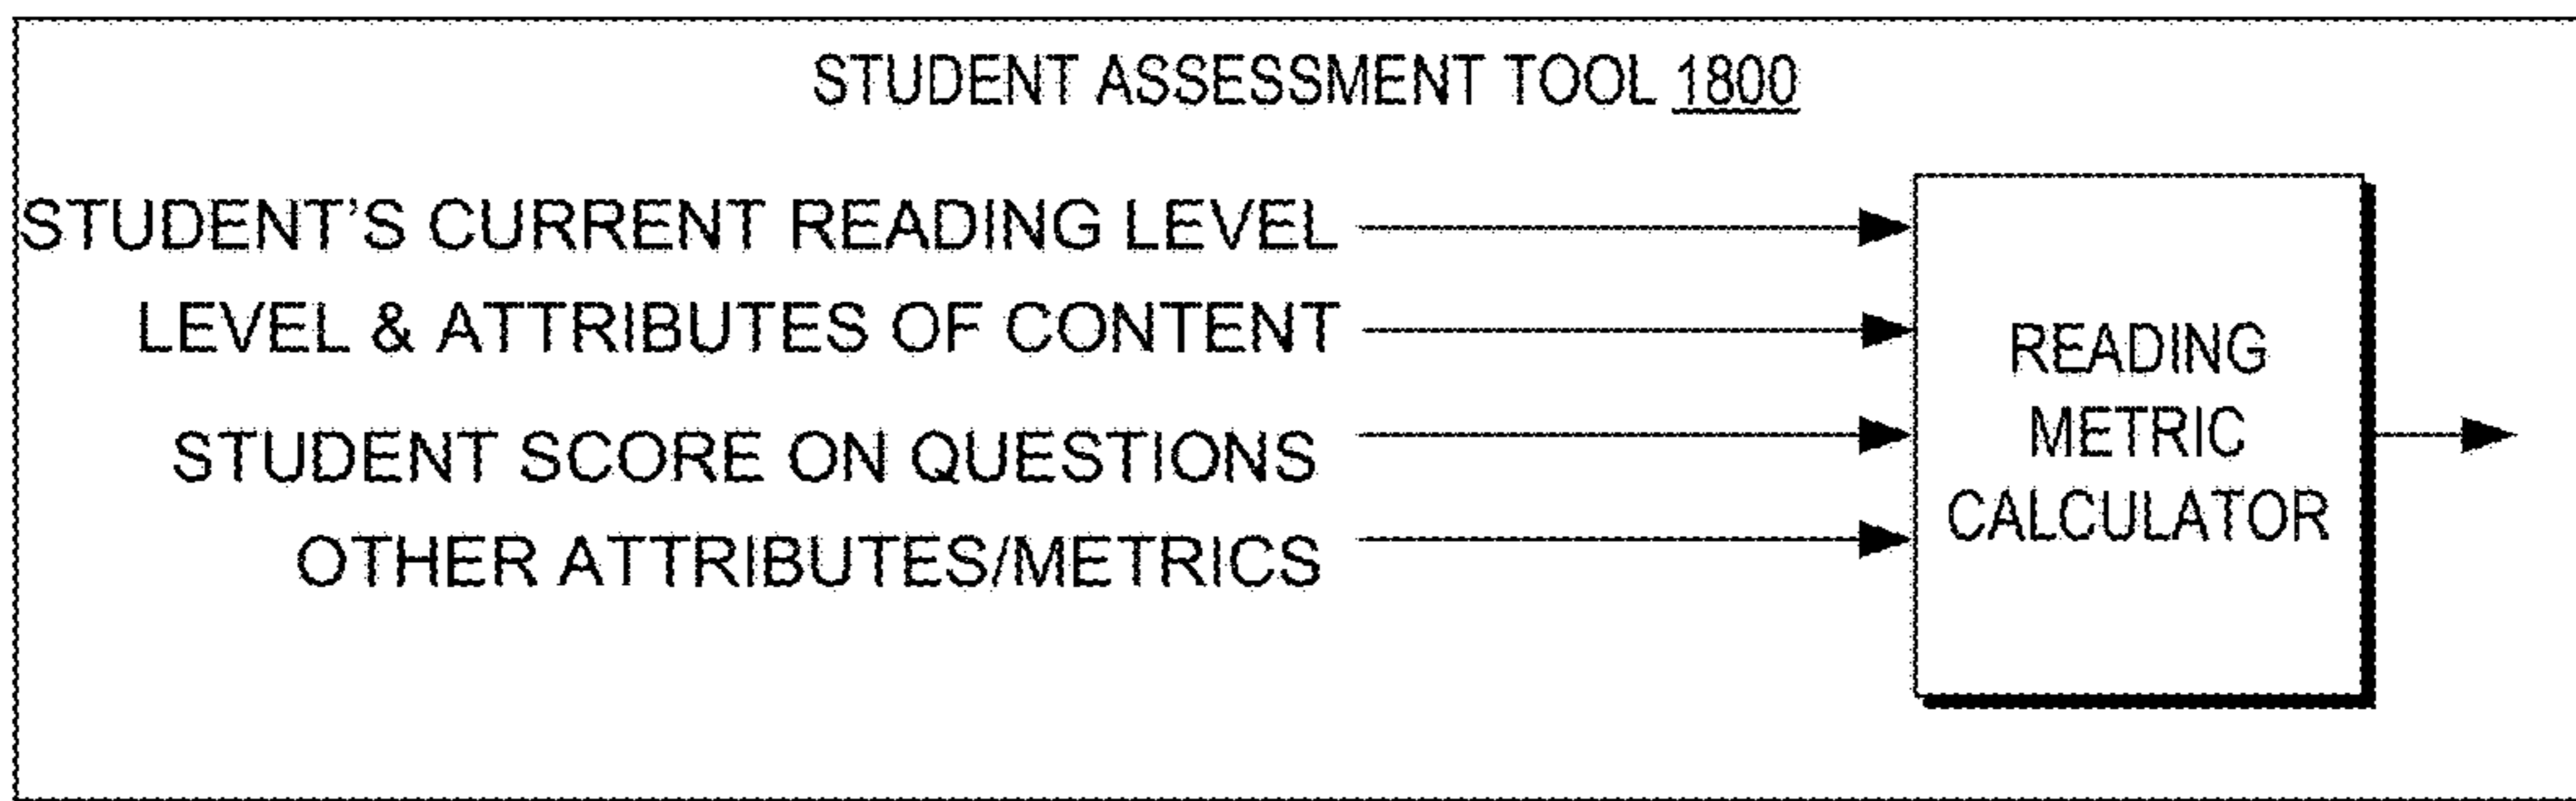 STUDENT ASSESSMENT TOOL 1800
STUDENT'S CURRENT READING LEVEL
LEVEL & ATTRIBUTES OF CONTENT
STUDENT SCORE ON QUESTIONS
OTHER ATTRIBUTES/METRICS
READING
METRIC
CALCULATOR